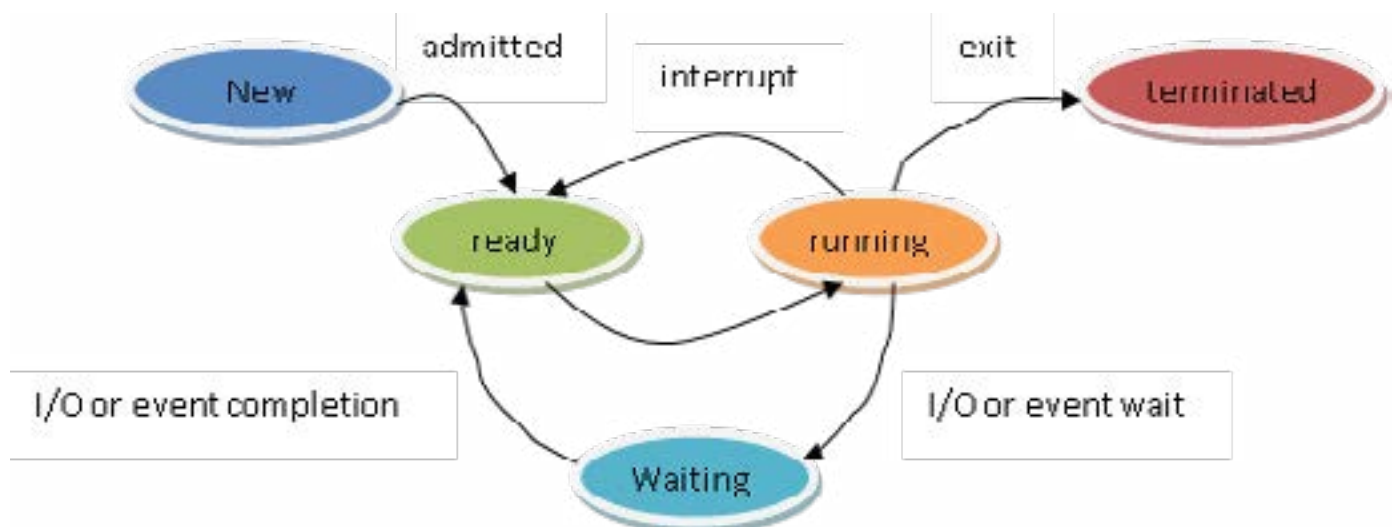 admitted
exit
New
interrupt
terminated
ready
running
I/O or event completion
I/O or event wait
Waiting